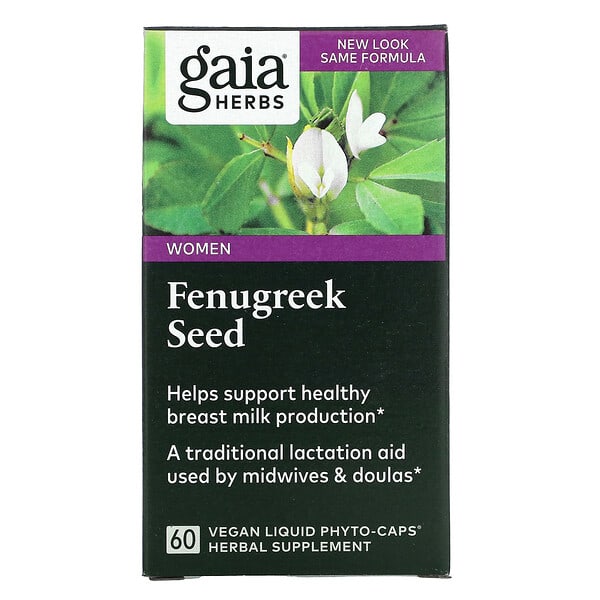 gaia®
HERBS
NEW LOOK
SAME FORMULA
WOMEN
Fenugreek
Seed
Helps support healthy
breast milk production*
A traditional lactation aid
used by midwives & doulas*
60 VEGAN LIQUID PHYTO-CAPS®
HERBAL SUPPLEMENT